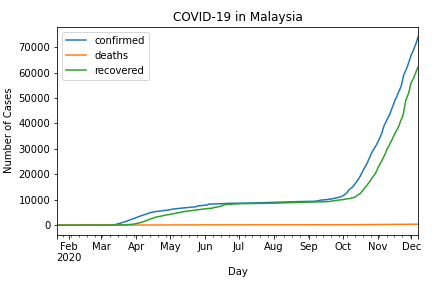 COVID-19 in Malaysia
confirmed
deaths
recovered
Number of Cases
70000
60000
50000
40000
30000
20000
10000
0
Feb Mar Apr May Jun Jul Aug Sep Oct Nov Dec
2020
Day